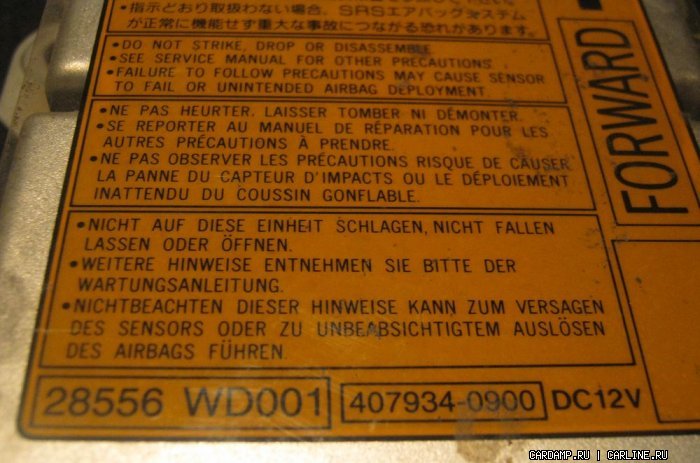 •指示どおり取扱わない場合、SRSエアバッグシステム
が正常に機能せず重大な事故につながる恐れがあります。
•DO NOT STRIKE, DROP OR DISASSEMBLE
•SEE SERVICE MANUAL FOR OTHER PRECAUTIONS
•FAILURE TO FOLLOW PRECAUTIONS MAY CAUSE SENSOR
TO FAIL OR UNINTENDED AIRBAG DEPLOYMENT
•NE PAS HEURTER, LAISSER TOMBER NI DÉMONTER.
•SE REPORTER AU MANUEL DE RÉPARATION POUR LES
AUTRES PRÉCAUTIONS À PRENDRE.
•NE PAS OBSERVER LES PRÉCAUTIONS RISQUE DE CAUSER
LA PANNE DU CAPTEUR D'IMPACTS OU LE DÉPLOIEMENT
INATTENDU DU COUSSIN GONFLABLE.
•NICHT AUF DIESE EINHEIT SCHLAGEN, NICHT FALLEN
LASSEN ODER ÖFFNEN.
•WEITERE HINWEISE ENTNEHMEN SIE BITTE DER
WARTUNGSANLEITUNG.
•NICHTBEACHTEN DIESER HINWEISE KANN ZUM VERSAGEN
DES SENSORS ODER ZU UNBEABSICHTIGTEM AUSLÖSEN
DES AIRBAGS FÜHREN.
28556 WD001 407934-0900 DC12V
FORWARD
CARDAMP.RU | CARLINE.RU